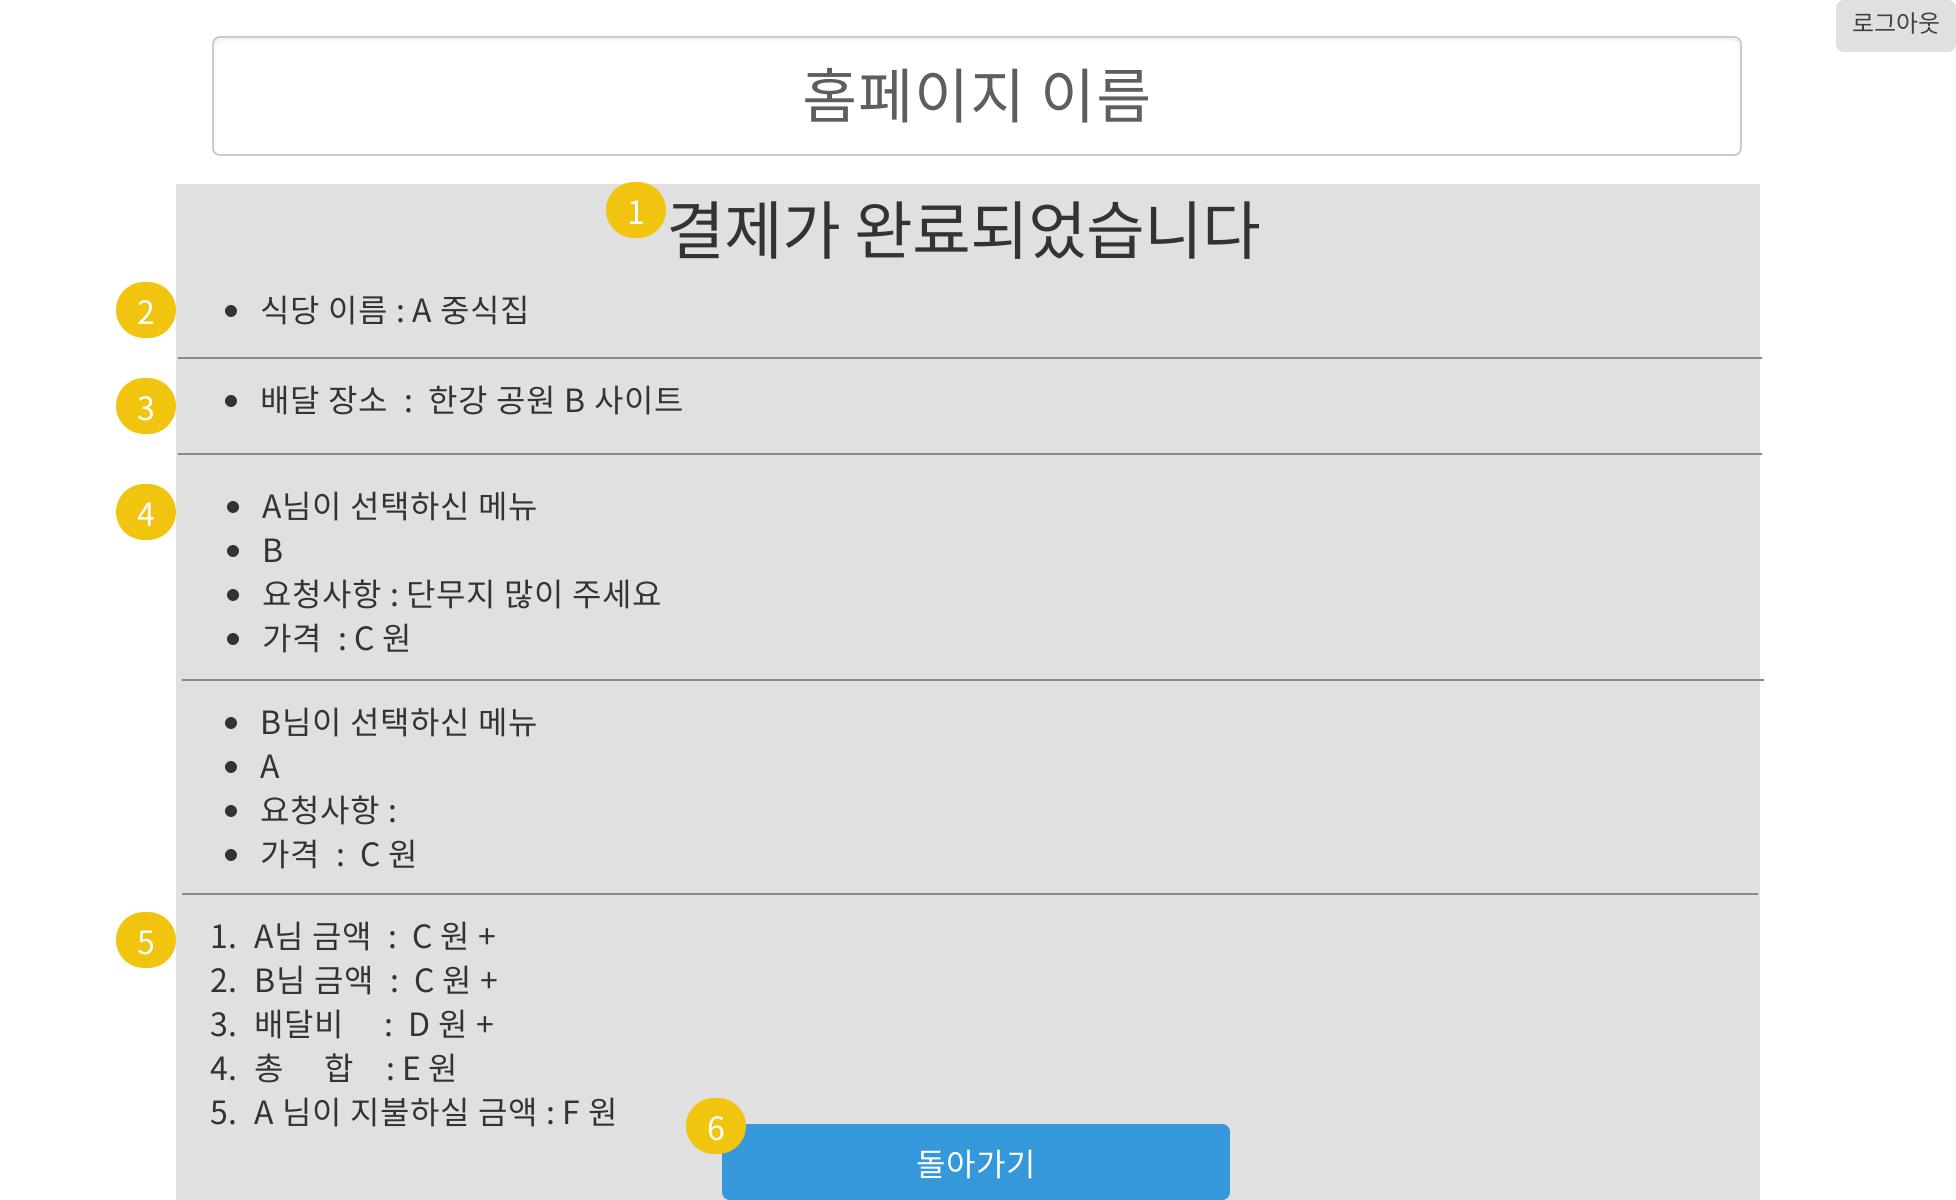 로그아웃
홈페이지 이름
1 결제가 완료되었습니다
2 • 식당 이름 : A 중식집
3 • 배달 장소 : 한강 공원 B 사이트
4 • A님이 선택하신 메뉴
• B
• 요청사항 : 단무지 많이 주세요
• 가격 : C 원
• B님이 선택하신 메뉴
• A
• 요청사항 :
• 가격 : C 원
5 1. A님 금액 : C 원 +
2. B님 금액 : C 원 +
3. 배달비 : D 원 +
4. 총 합 : E 원
5. A 님이 지불하실 금액 : F 원
6 돌아가기